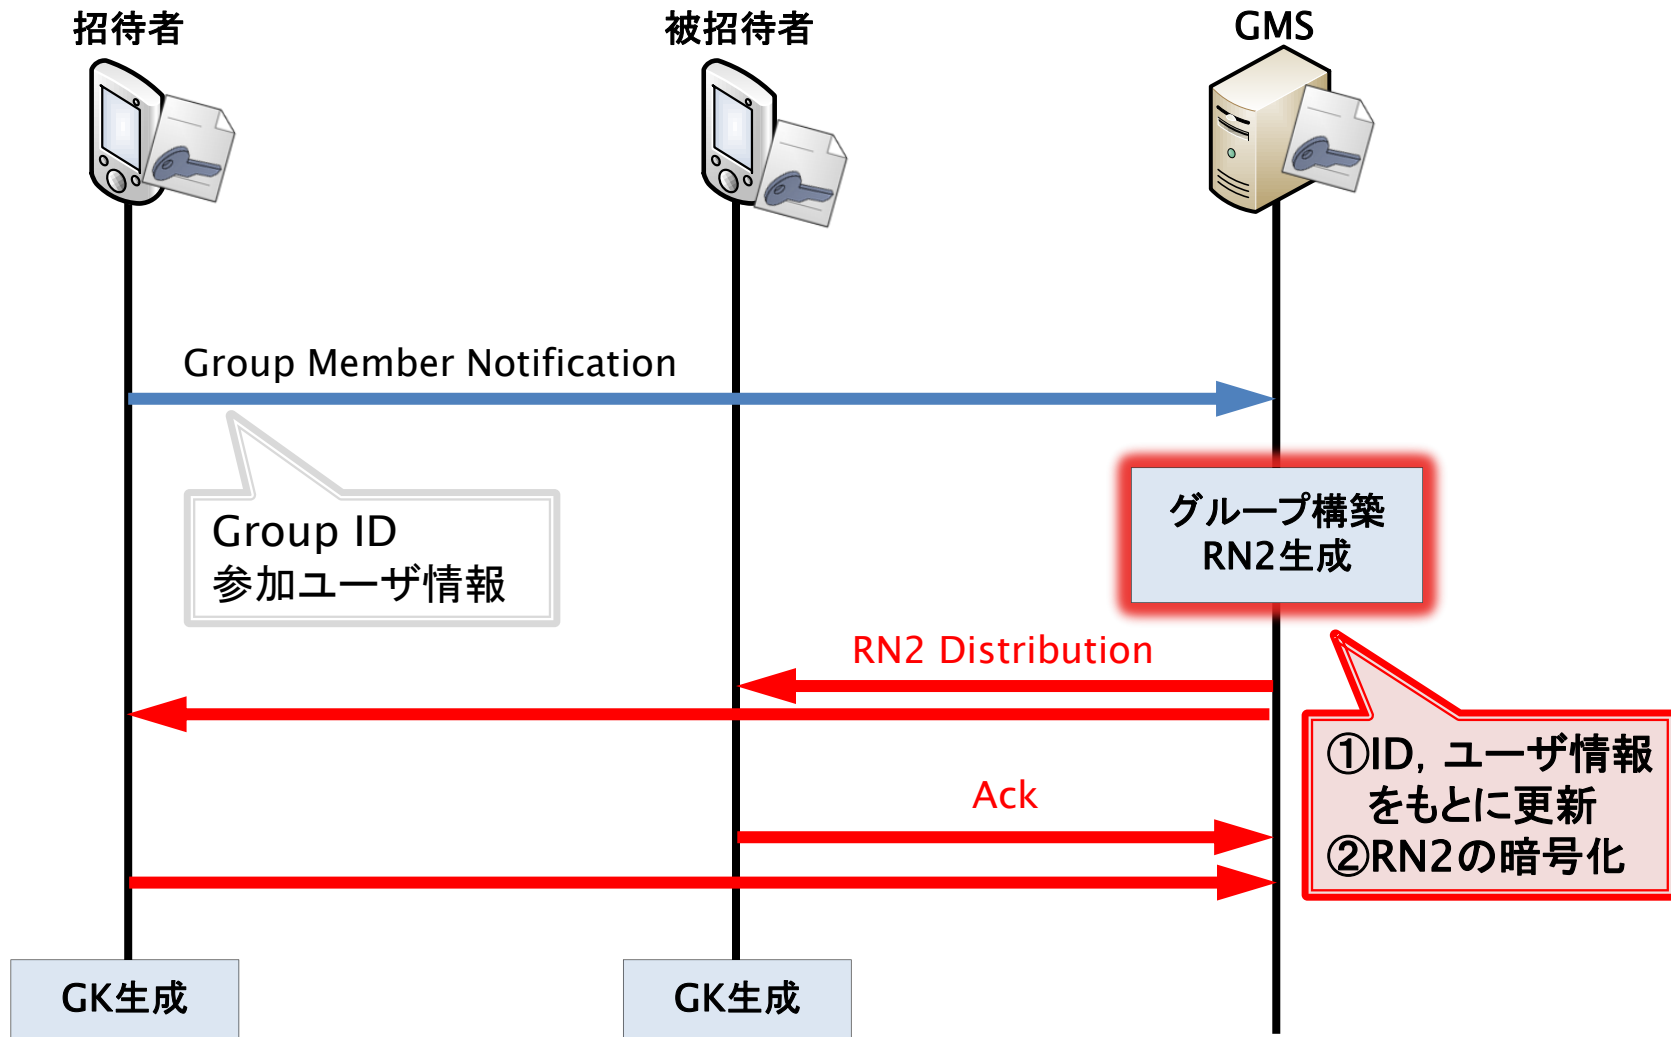 招待者
被招待者
GMS
Group Member Notification
Group ID
参加ユーザ情報
グループ構築
RN2生成
RN2 Distribution
①ID, ユーザ情報
をもとに更新
②RN2の暗号化
Ack
GK生成
GK生成